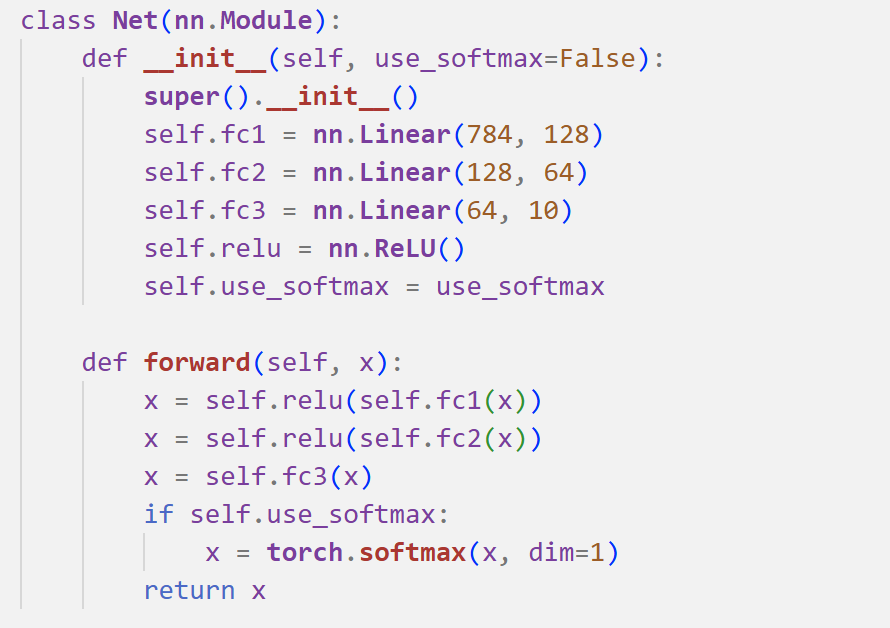 class Net(nn.Module):
    def __init__(self, use_softmax=False):
        super().__init__()
        self.fc1 = nn.Linear(784, 128)
        self.fc2 = nn.Linear(128, 64)
        self.fc3 = nn.Linear(64, 10)
        self.relu = nn.ReLU()
        self.use_softmax = use_softmax

    def forward(self, x):
        x = self.relu(self.fc1(x))
        x = self.relu(self.fc2(x))
        x = self.fc3(x)
        if self.use_softmax:
            x = torch.softmax(x, dim=1)
        return x